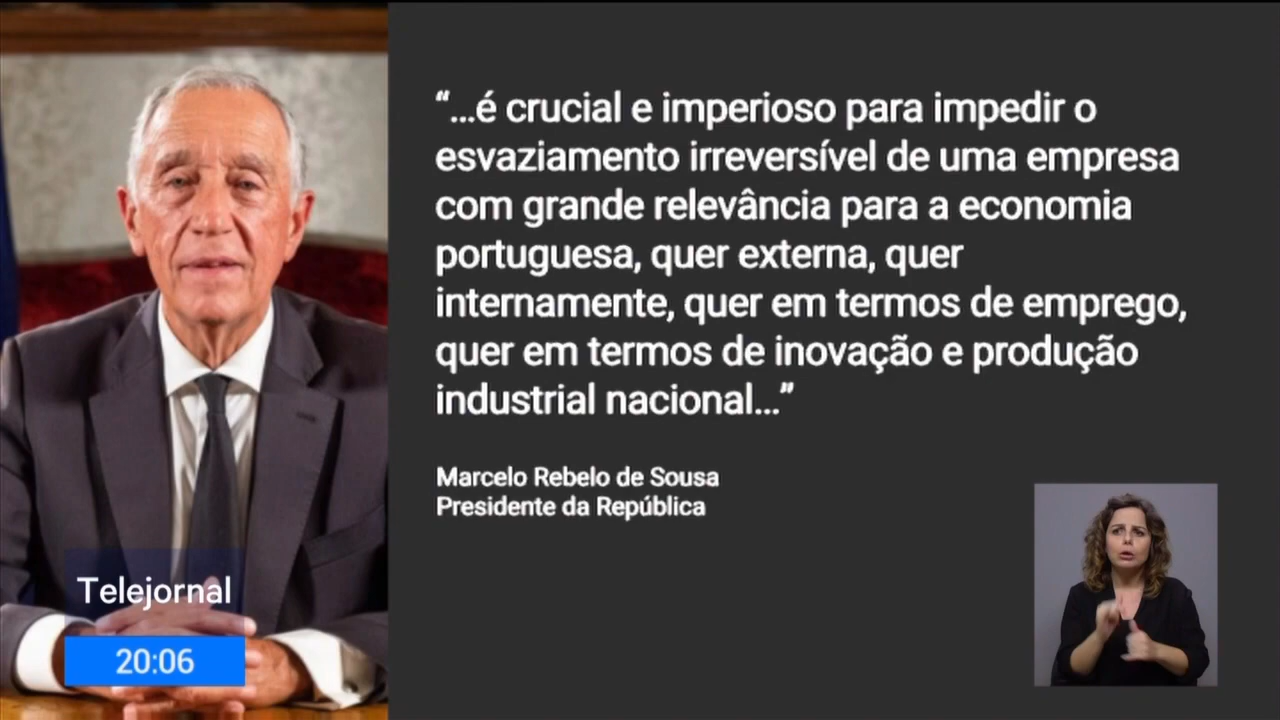 “...é crucial e imperioso para impedir o
esvaziamento irreversível de uma empresa
com grande relevância para a economia
portuguesa, quer externa, quer
internamente, quer em termos de emprego,
quer em termos de inovação e produção
industrial nacional...”
Marcelo Rebelo de Sousa
Presidente da República
Telejornal
20:06